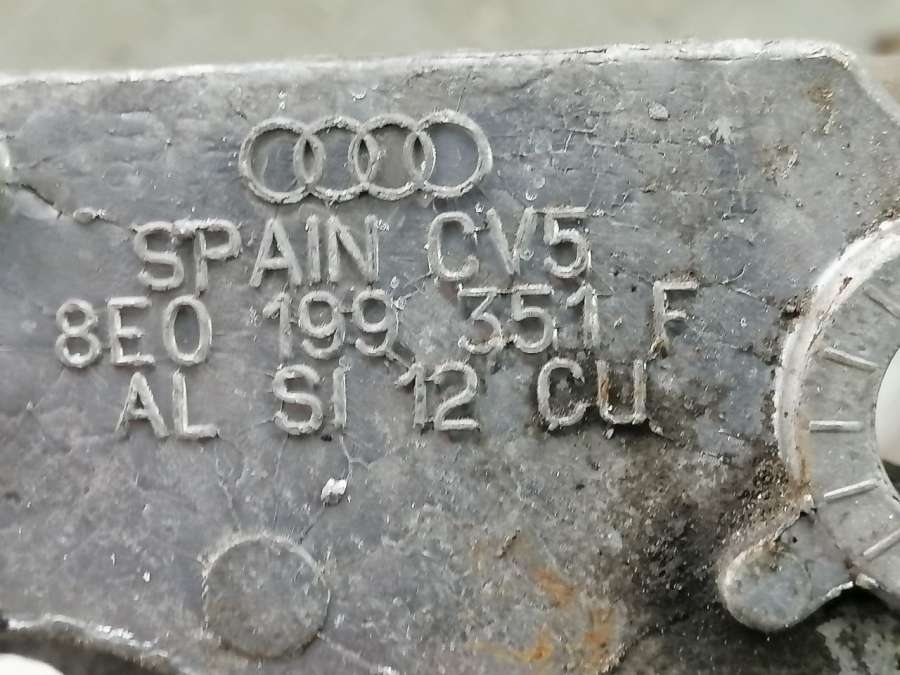 SPAIN CV5
8E0 199 351 F
AL SI 12 Cu